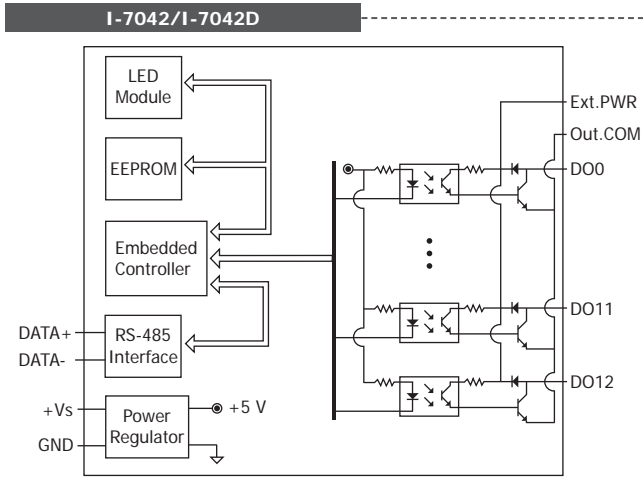 I-7042/I-7042D
LED
Module
EEPROM
Embedded
Controller
RS-485
Interface
Power
Regulator
DATA+
DATA-
+Vs
GND
+5 V
Ext.PWR
Out.COM
DO0
DO11
DO12